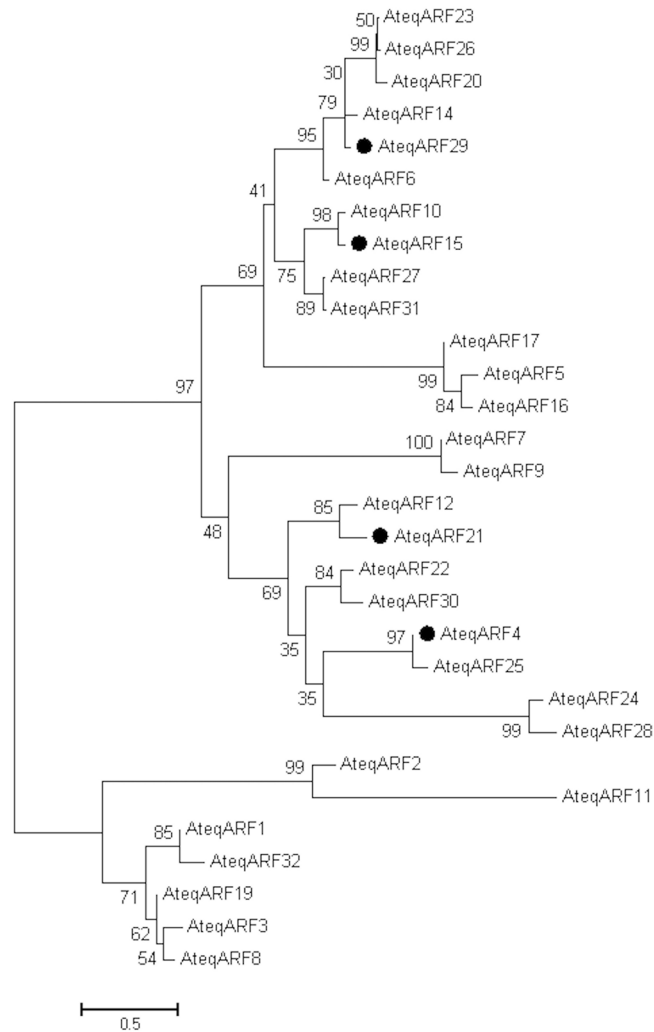 50
AteqARF23
99
AteqARF26
30
AteqARF20
79
AteqARF14
95
AteqARF29
AteqARF6
41
98
AteqARF10
AteqARF15
69
75
AteqARF27
89
AteqARF31
AteqARF17
97
99
AteqARF5
84
AteqARF16
100
AteqARF7
AteqARF9
48
85
AteqARF12
AteqARF21
69
84
AteqARF22
AteqARF30
35
97
AteqARF4
AteqARF25
35
AteqARF24
99
AteqARF28
99
AteqARF2
AteqARF11
85
AteqARF1
AteqARF32
71
AteqARF19
62
AteqARF3
54
AteqARF8
0.5